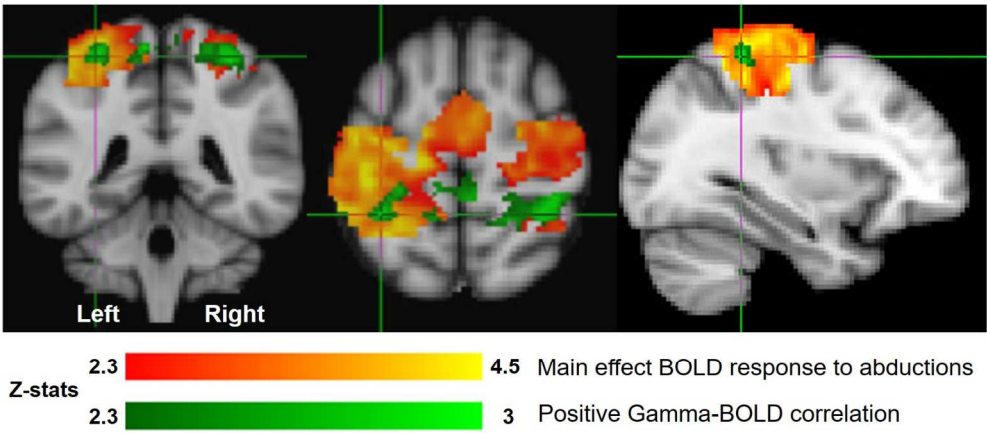 Left Right
2.3 4.5 Main effect BOLD response to abductions
Z-stats
2.3 3 Positive Gamma-BOLD correlation